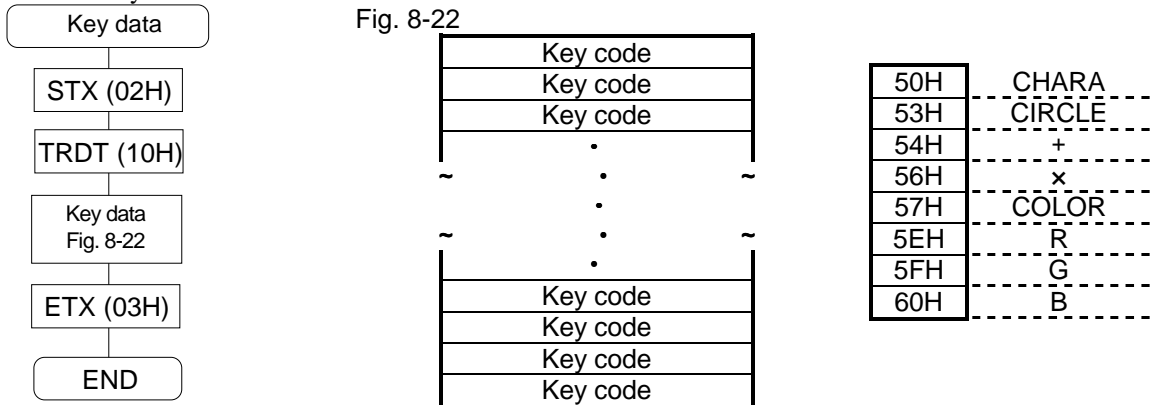 Key data
STX (02H)
TRDT (10H)
Key data
Fig. 8-22
ETX (03H)
END
Fig. 8-22
Key code
Key code
Key code
Key code
Key code
Key code
Key code
50H CHARA
53H CIRCLE
54H +
56H ×
57H COLOR
5EH R
5FH G
60H B